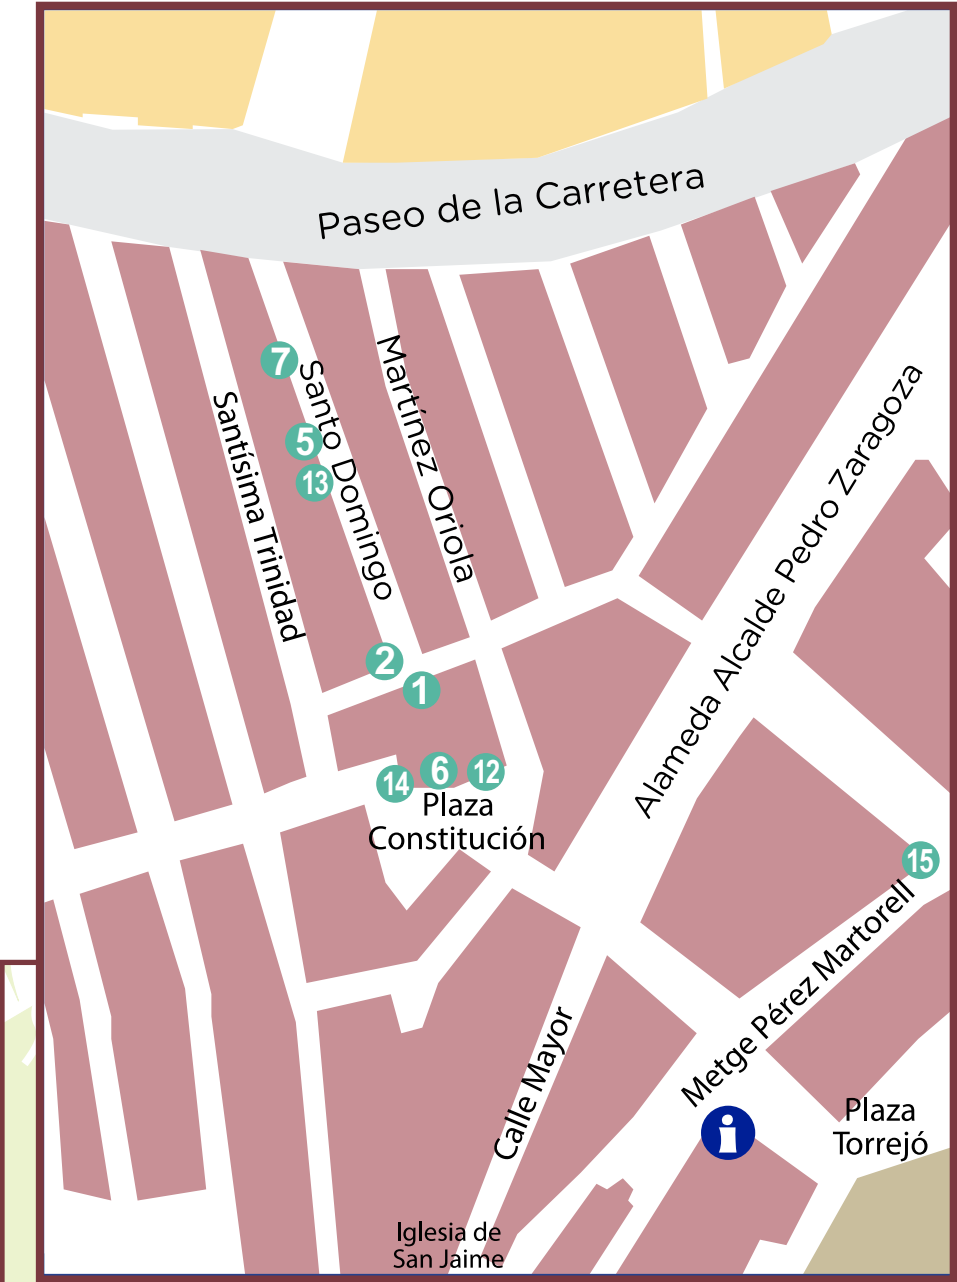 Paseo de la Carretera
7
Santo Domingo
Martínez Oriola
Santísima Trinidad
5
13
Alameda Alcalde Pedro Zaragoza
2
1
14
6
12
Plaza
Constitución
15
Metge Pérez Martorell
Calle Mayor
i
Plaza
Torrejó
Iglesia de
San Jaime